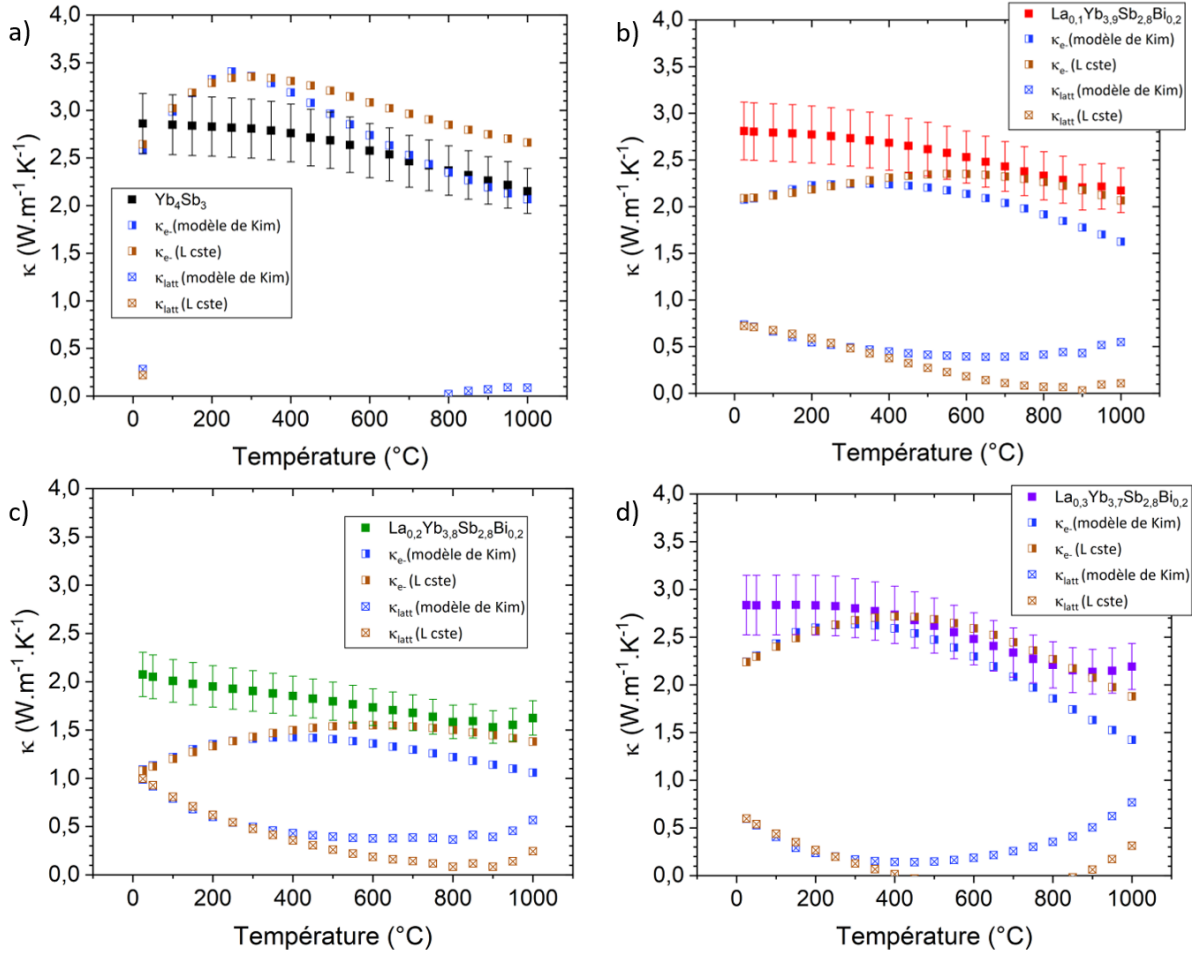 a)
κ (W.m⁻¹.K⁻¹)
4,0
3,5
3,0
2,5
2,0
1,5
1,0
0,5
0,0
Yb₄Sb₃
κₑ₋ (modèle de Kim)
κₑ₋ (L cste)
κₗₐₜₜ (modèle de Kim)
κₗₐₜₜ (L cste)
0 200 400 600 800 1000
Température (°C)
b)
κ (W.m⁻¹.K⁻¹)
4,0
3,5
3,0
2,5
2,0
1,5
1,0
0,5
0,0
La₀,₁Yb₃,₉Sb₂,₈Bi₀,₂
κₑ₋ (modèle de Kim)
κₑ₋ (L cste)
κₗₐₜₜ (modèle de Kim)
κₗₐₜₜ (L cste)
0 200 400 600 800 1000
Température (°C)
c)
κ (W.m⁻¹.K⁻¹)
4,0
3,5
3,0
2,5
2,0
1,5
1,0
0,5
0,0
La₀,₂Yb₃,₈Sb₂,₈Bi₀,₂
κₑ₋ (modèle de Kim)
κₑ₋ (L cste)
κₗₐₜₜ (modèle de Kim)
κₗₐₜₜ (L cste)
0 200 400 600 800 1000
Température (°C)
d)
κ (W.m⁻¹.K⁻¹)
4,0
3,5
3,0
2,5
2,0
1,5
1,0
0,5
0,0
La₀,₃Yb₃,₇Sb₂,₈Bi₀,₂
κₑ₋ (modèle de Kim)
κₑ₋ (L cste)
κₗₐₜₜ (modèle de Kim)
κₗₐₜₜ (L cste)
0 200 400 600 800 1000
Température (°C)